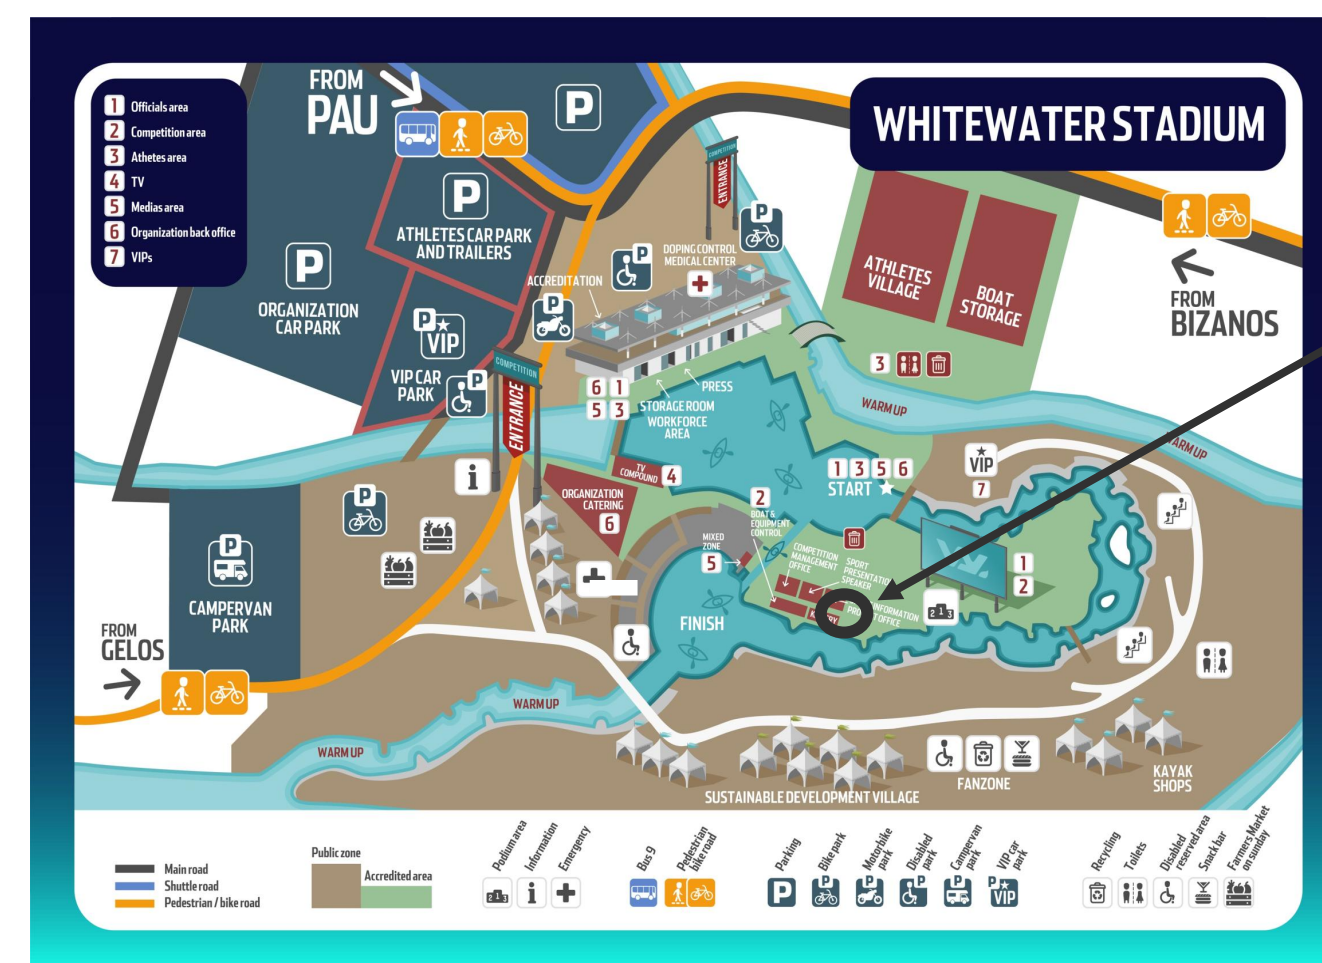 1 Officials area
2 Competition area
3 Athetes area
4 TV
5 Medias area
6 Organization back office
7 VIPs
FROM
PAU
P
WHITEWATER STADIUM
P
ATHLETES CAR PARK
AND TRAILERS
P
ORGANIZATION
CAR PARK
P
VIP
VIP CAR
PARK
P
P
P
COMPETITION
ENTRANCE
P
DOPING CONTROL
MEDICAL CENTER
ACCREDITATION
ATHLETES
VILLAGE
BOAT
STORAGE
FROM
BIZANOS
COMPETITION
ENTRANCE
6 1
5 3
PRESS
STORAGE ROOM
WORKFORCE
AREA
3
WARM UP
WARM UP
i
P
TV
COMPOUND
4
ORGANIZATION
CATERING
6
1 3 5 6
START
VIP
7
2
BOAT &
EQUIPMENT
CONTROL
MIXED
ZONE
5
COMPETITION
MANAGEMENT
OFFICE
SPORT
PRESENTATION
SPEAKER
INFORMATION
OFFICE
1
2
2 1 3
FINISH
P
CAMPERVAN
PARK
FROM
GELOS
WARM UP
WARM UP
SUSTAINABLE DEVELOPMENT VILLAGE
FANZONE
KAYAK
SHOPS
Main road
Shuttle road
Pedestrian / bike road
Public zone
Accredited area
Podium area
2 1 3
Information
i
Emergency
Bus 9
Pedestrian
bike road
Parking
P
Bike park
P
Motorbike
park
P
Disabled
park
P
Campervan
park
P
VIP car
park
P
VIP
Recycling
Toilets
Disabled
reserved area
Snack bar
Farmers Market
on sunday